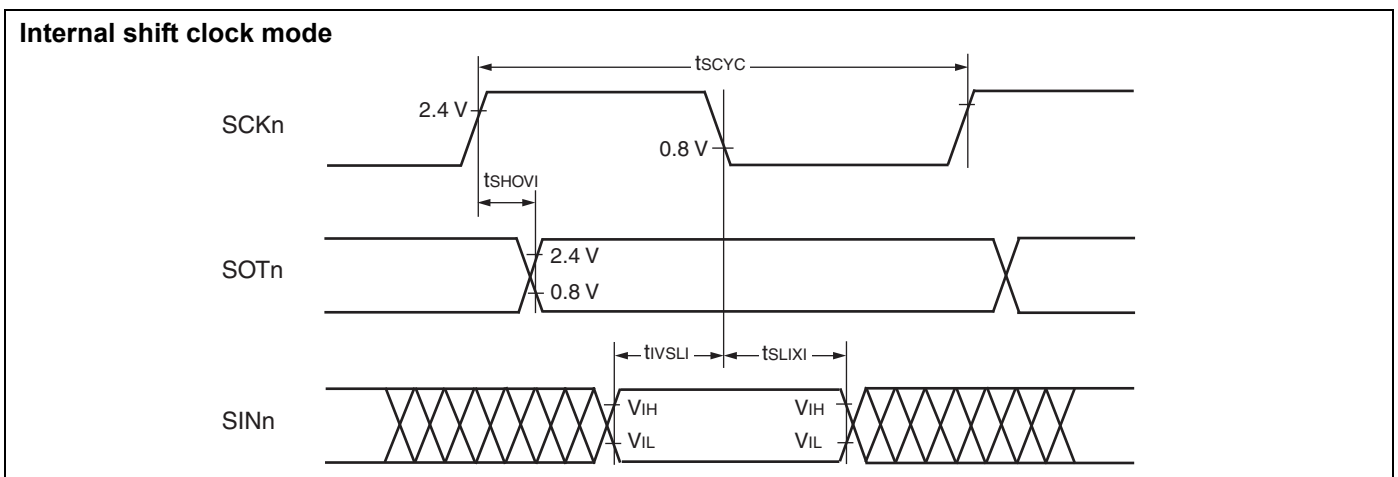 Internal shift clock mode
tSCYC
2.4 V
SCKn
0.8 V
tSHOVI
SOTn
2.4 V
0.8 V
tIVSLI
tSLIXI
VIH
VIH
SINn
VIL
VIL